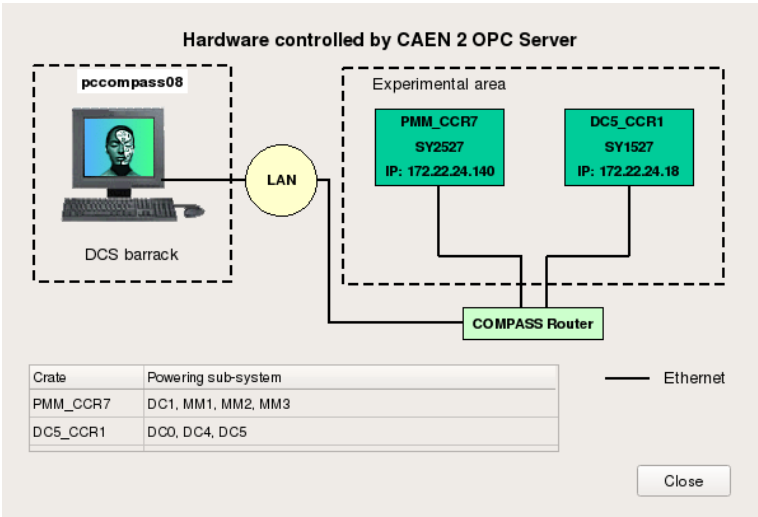 Hardware controlled by CAEN 2 OPC Server
pccompass08
DCS barrack
LAN
Experimental area
PMM_CCR7
SY2527
IP: 172.22.24.140
DC5_CCR1
SY1527
IP: 172.22.24.18
COMPASS Router
Crate Powering sub-system
PMM_CCR7 DC1, MM1, MM2, MM3
DC5_CCR1 DC0, DC4, DC5
Ethernet
Close